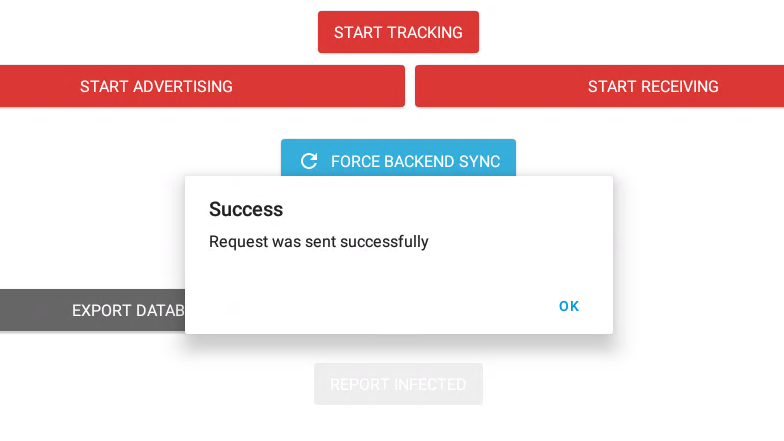 START TRACKING
START ADVERTISING
START RECEIVING
FORCE BACKEND SYNC
Success
Request was sent successfully
OK
EXPORT DATAB
REPORT INFECTED